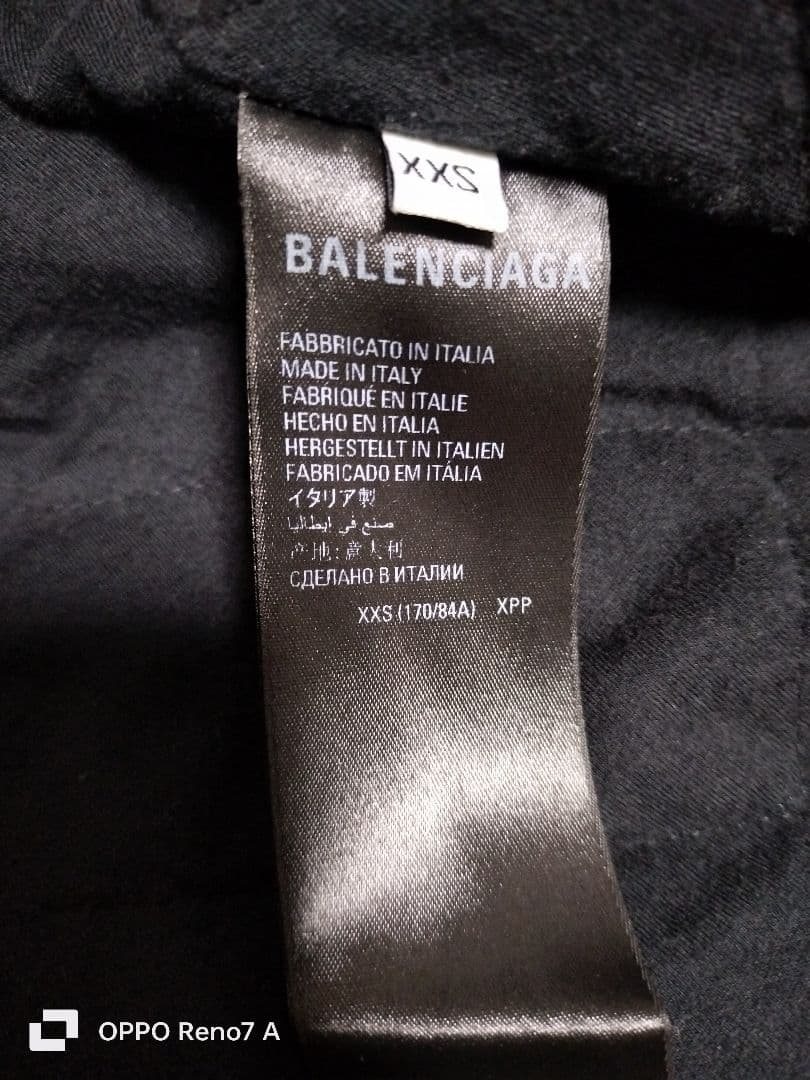 XXS
BALENCIAGA
FABBRICATO IN ITALIA
MADE IN ITALY
FABRIQUÉ EN ITALIE
HECHO EN ITALIA
HERGESTELLT IN ITALIEN
FABRICADO EM ITÁLIA
イタリア製
صنع في ايطاليا
产地:意大利
СДЕЛАНО В ИТАЛИИ
XXS (170/84A) XPP
OPPO Reno7 A